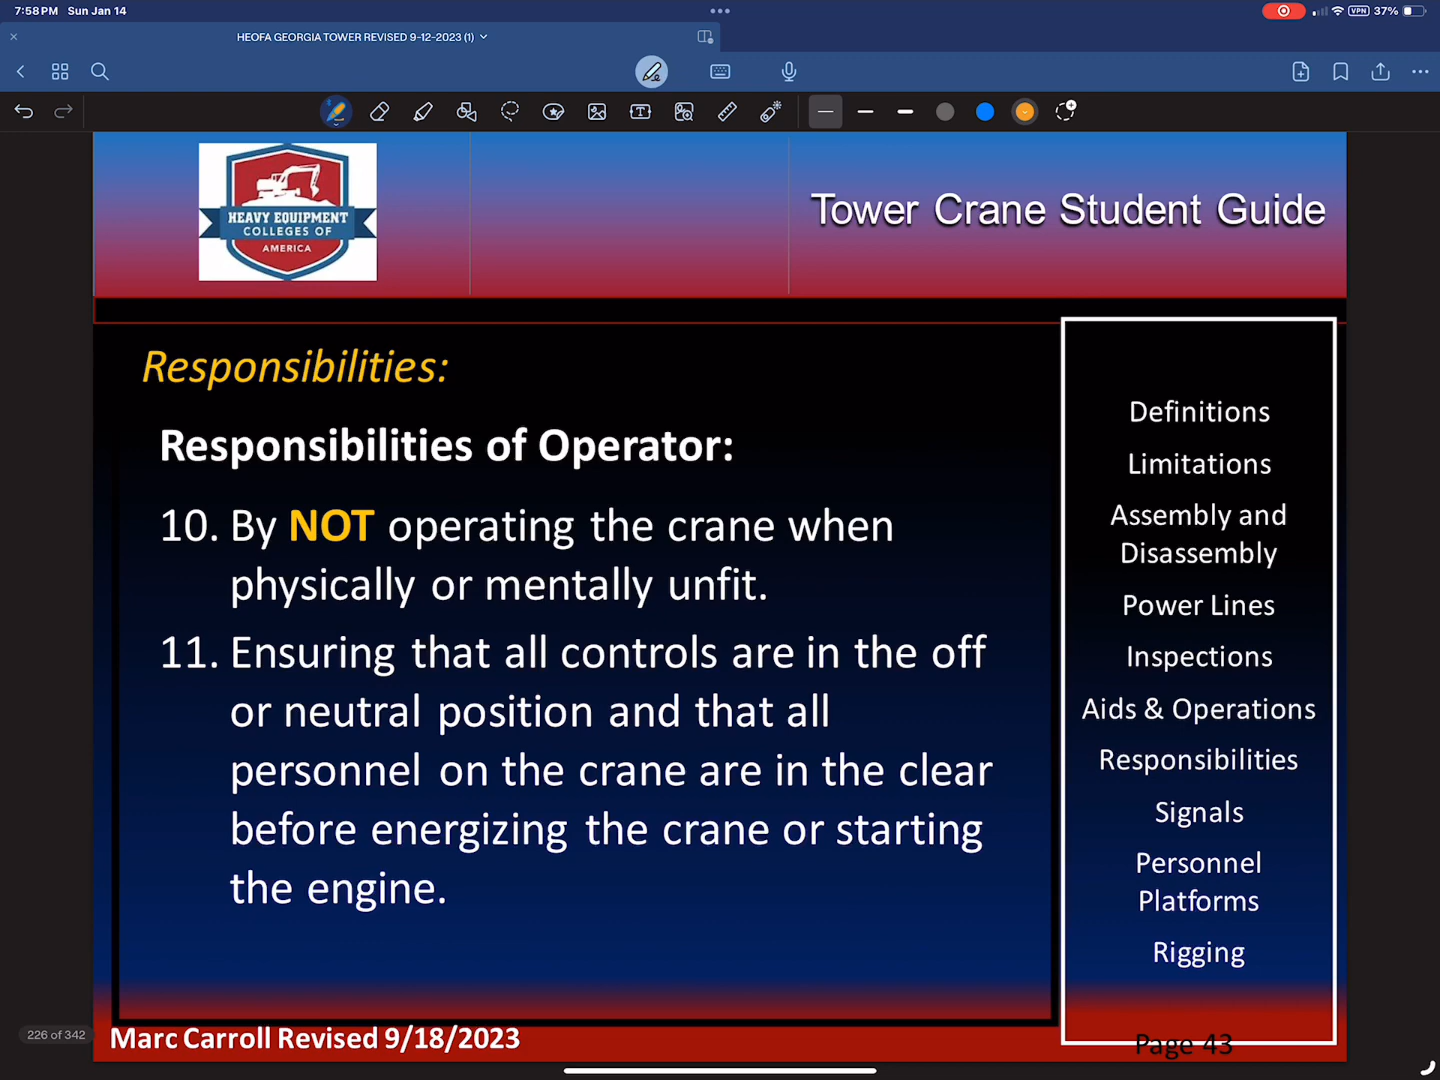 7:58 PM Sun Jan 14
VPN 37%
HEOFA GEORGIA TOWER REVISED 9-12-2023 (1)
HEAVY EQUIPMENT
COLLEGES OF
AMERICA
Tower Crane Student Guide
Responsibilities:
Responsibilities of Operator:
10. By NOT operating the crane when
physically or mentally unfit.
11. Ensuring that all controls are in the off
or neutral position and that all
personnel on the crane are in the clear
before energizing the crane or starting
the engine.
Definitions
Limitations
Assembly and
Disassembly
Power Lines
Inspections
Aids & Operations
Responsibilities
Signals
Personnel
Platforms
Rigging
226 of 342
Marc Carroll Revised 9/18/2023
Page 43